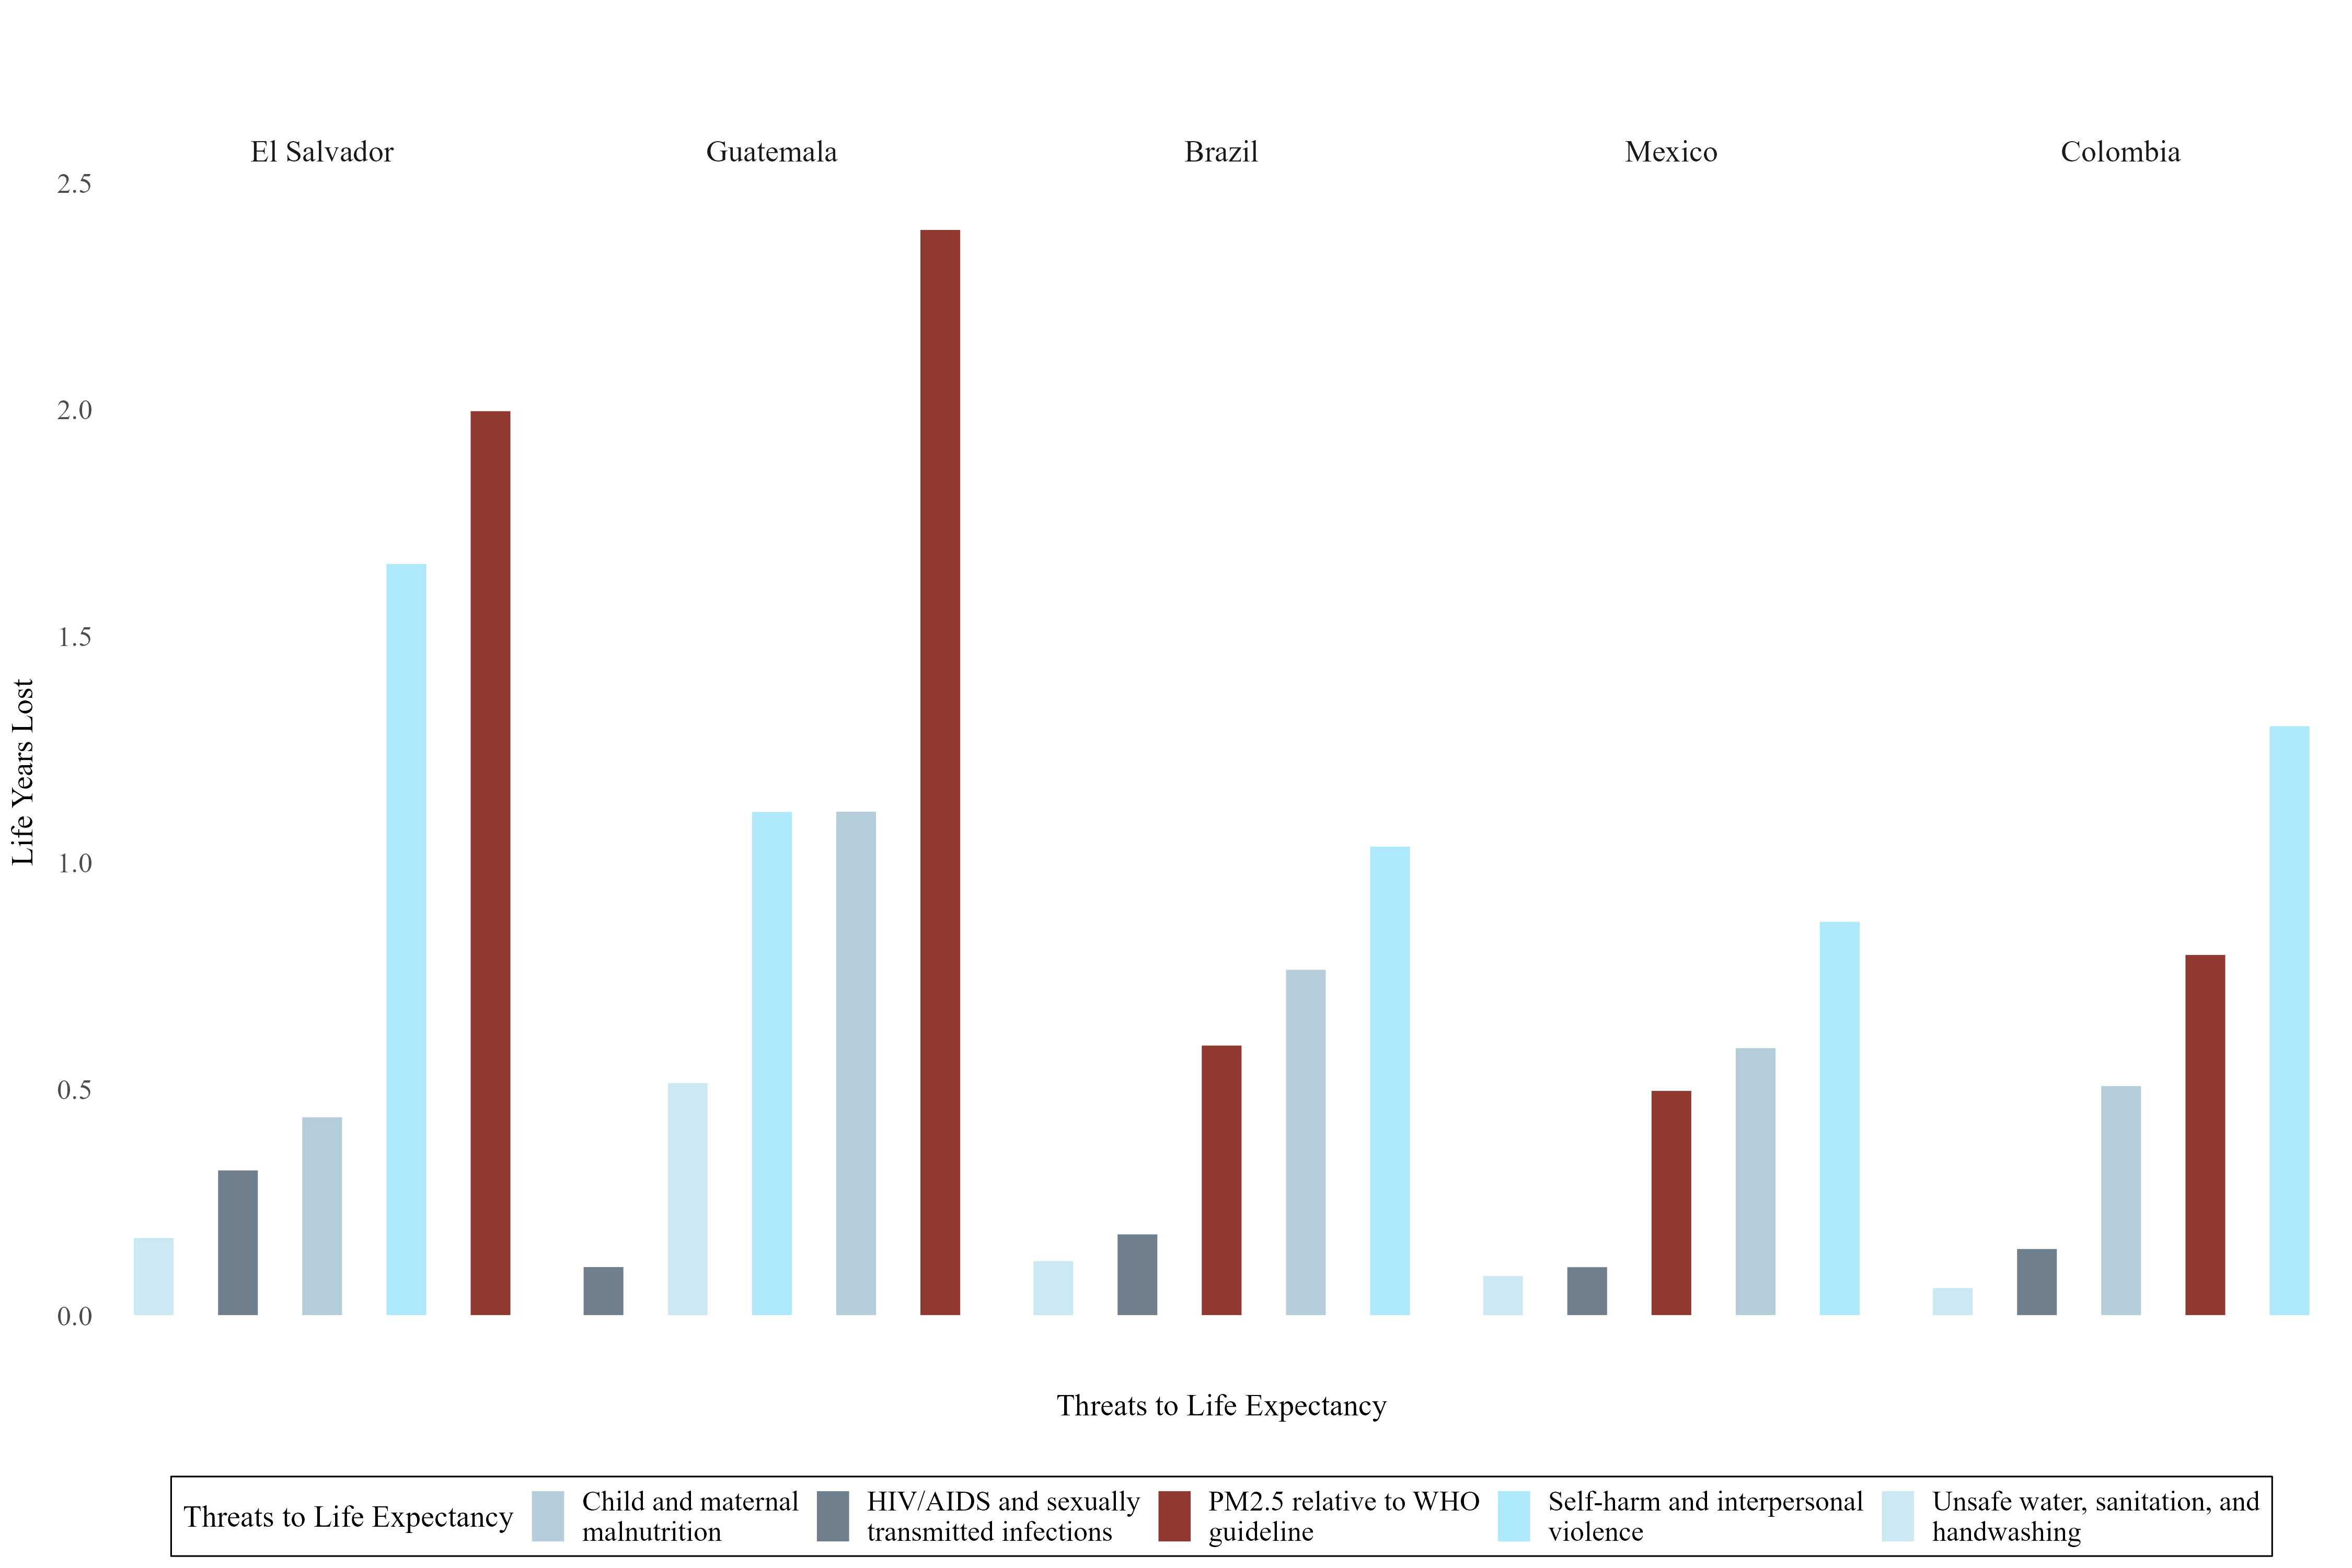 El Salvador
Guatemala
Brazil
Mexico
Colombia
2.5
2.0
1.5
1.0
0.5
0.0
Life Years Lost
Threats to Life Expectancy
Threats to Life Expectancy
Child and maternal
malnutrition
HIV/AIDS and sexually
transmitted infections
PM2.5 relative to WHO
guideline
Self-harm and interpersonal
violence
Unsafe water, sanitation, and
handwashing